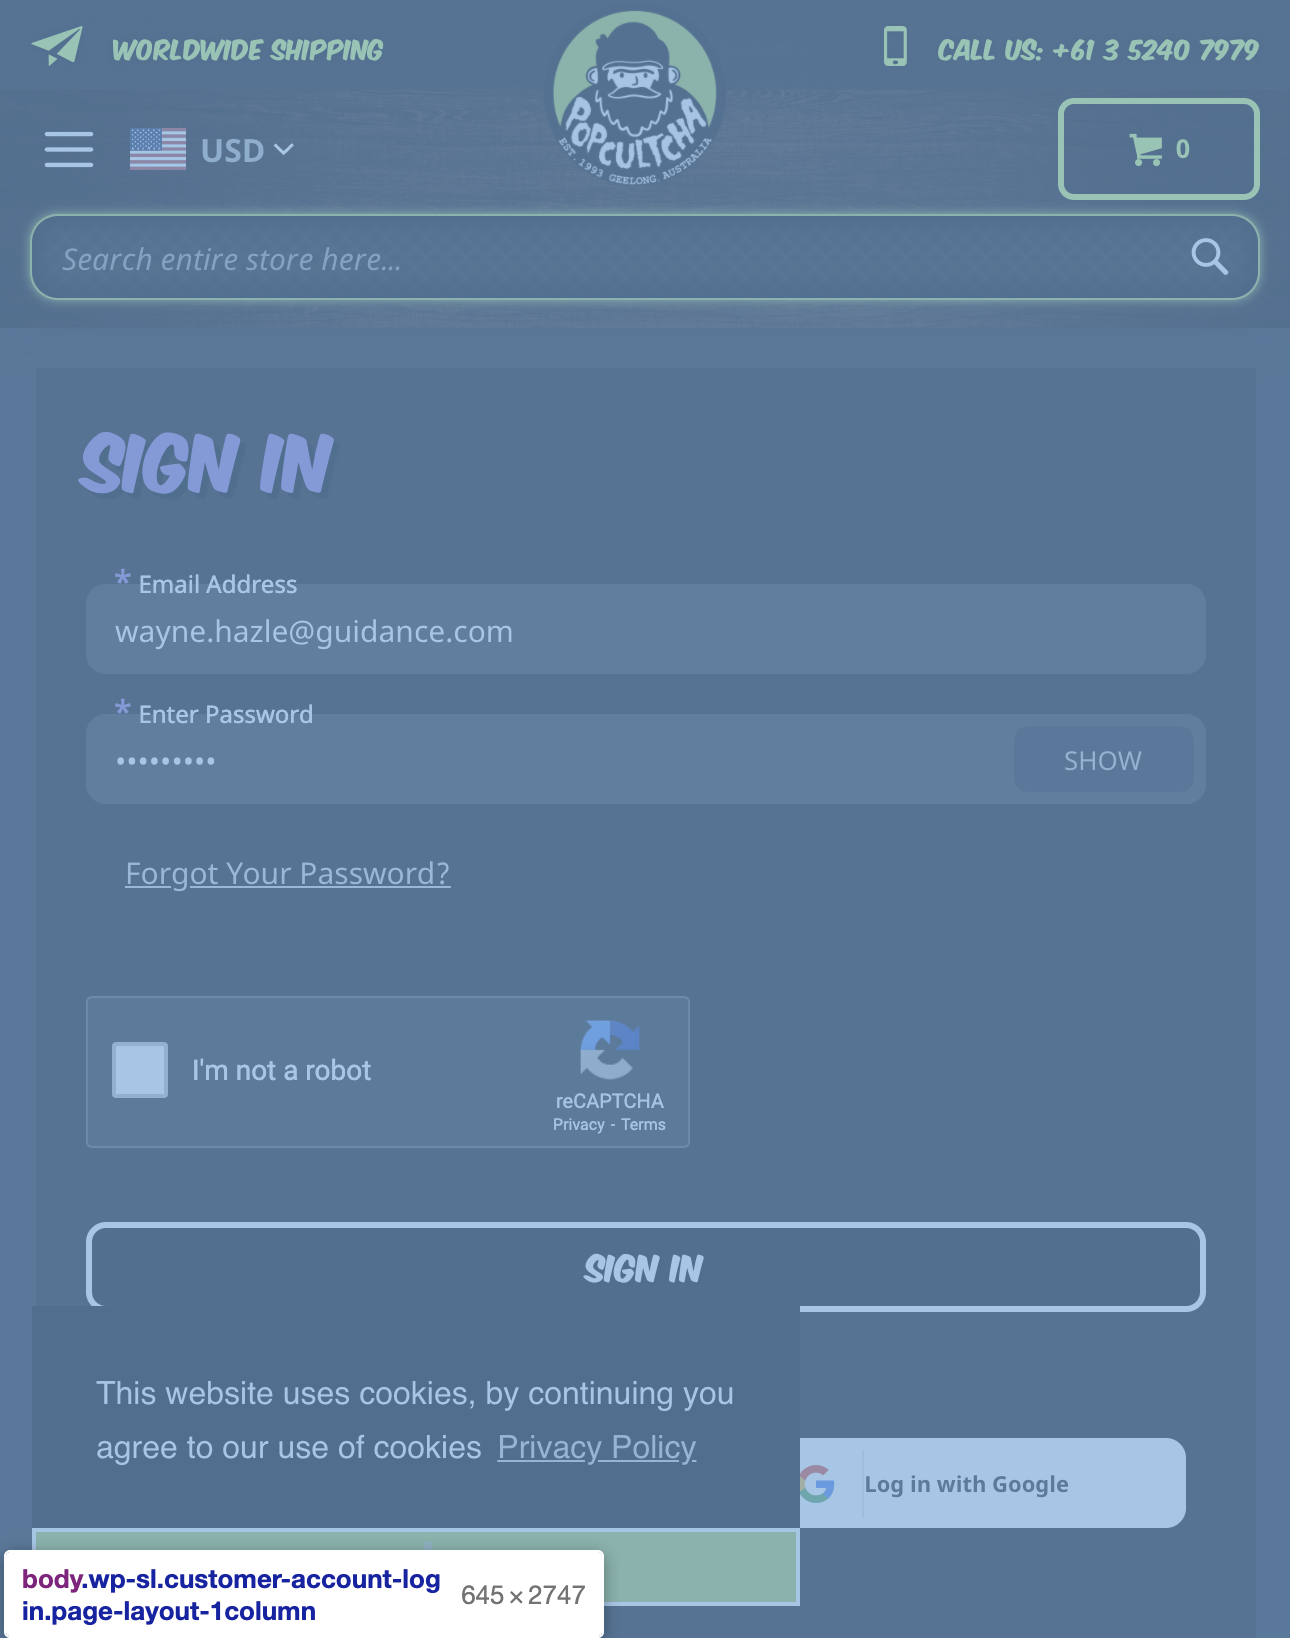 WORLDWIDE SHIPPING
CALL US: +61 3 5240 7979
POPCULTCHA
EST. 1993 GEELONG, AUSTRALIA
USD
0
Search entire store here...
SIGN IN
* Email Address
wayne.hazle@guidance.com
* Enter Password
•••••••••
SHOW
Forgot Your Password?
I'm not a robot
reCAPTCHA
Privacy - Terms
SIGN IN
This website uses cookies, by continuing you
agree to our use of cookies Privacy Policy
Log in with Google
body.wp-sl.customer-account-log
in.page-layout-1column
645 × 2747